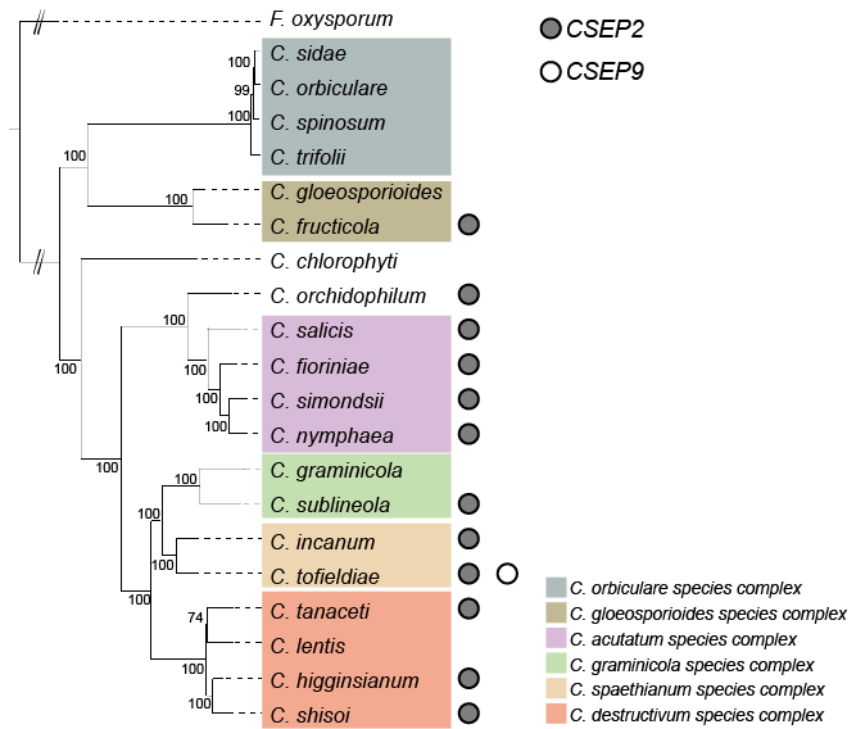 F. oxysporum
CSEP2
C. sidae
100
CSEP9
C. orbiculare
99
C. spinosum
100
100
C. trifolii
C. gloeosporioides
100
C. fructicola
C. chlorophyti
C. orchidophilum
100
C. salicis
100
C. fioriniae
100
C. simondsii
100
C. nymphaea
100
C. graminicola
100
C. sublineola
C. incanum
100
C. tofieldiae
C. orbiculare species complex
100
C. tanaceti
C. gloeosporioides species complex
74
C. lentis
C. acutatum species complex
100
C. graminicola species complex
C. higginsianum
C. spaethianum species complex
100
C. shisoi
C. destructivum species complex